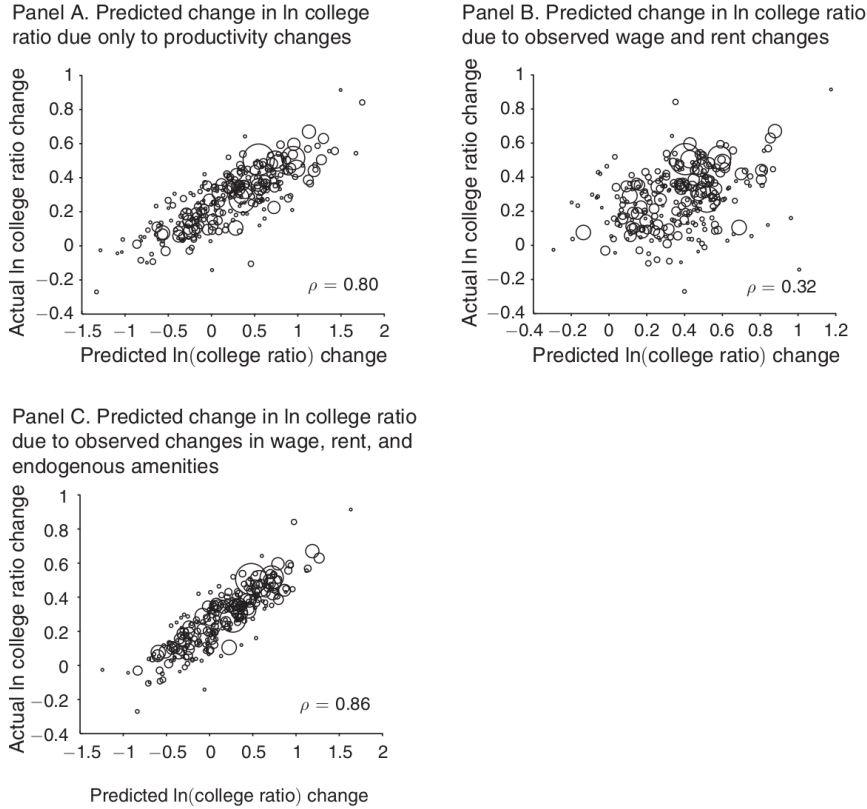 Panel A. Predicted change in ln college
ratio due only to productivity changes
Actual ln college ratio change
1
0.8
0.6
0.4
0.2
0
−0.2
−0.4
ρ = 0.80
−1.5 −1 −0.5 0 0.5 1 1.5 2
Predicted ln(college ratio) change
Panel B. Predicted change in ln college ratio
due to observed wage and rent changes
Actual ln college ratio change
1
0.8
0.6
0.4
0.2
0
−0.2
−0.4
ρ = 0.32
−0.4 −0.2 0 0.2 0.4 0.6 0.8 1 1.2
Predicted ln(college ratio) change
Panel C. Predicted change in ln college ratio
due to observed changes in wage, rent, and
endogenous amenities
Actual ln college ratio change
1
0.8
0.6
0.4
0.2
0
−0.2
−0.4
ρ = 0.86
−1.5 −1 −0.5 0 0.5 1 1.5 2
Predicted ln(college ratio) change